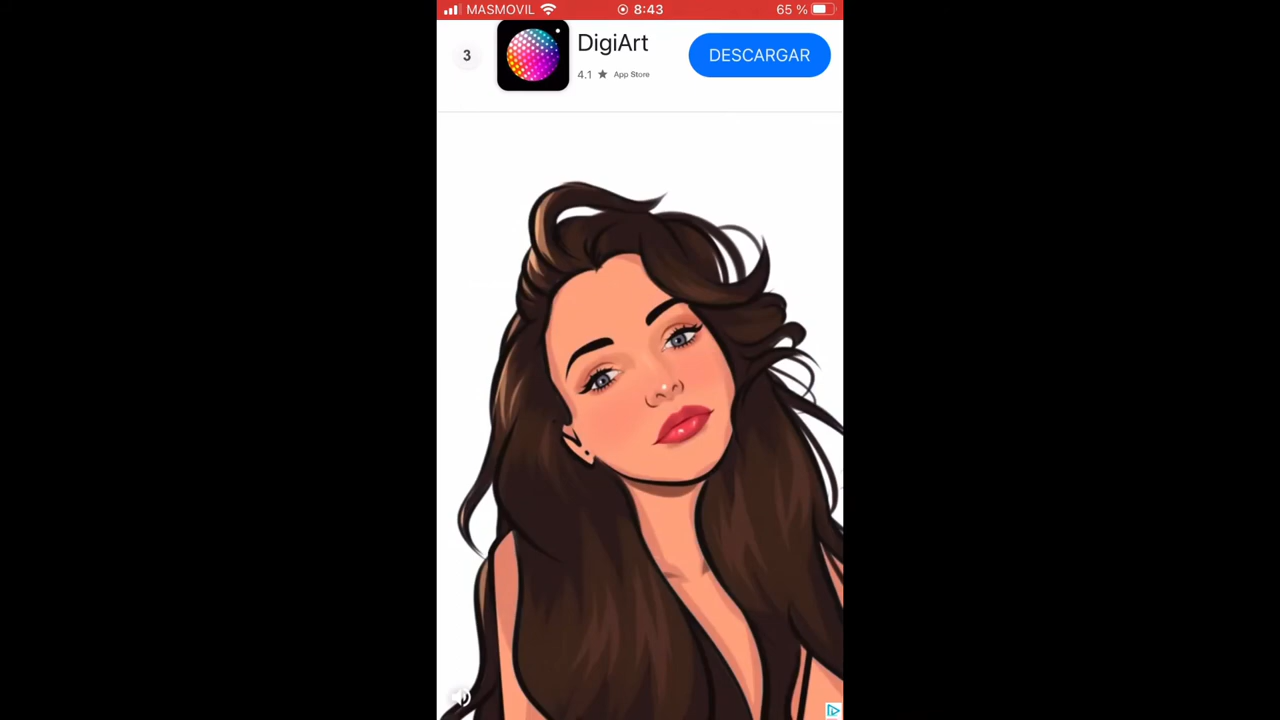 MASMOVIL 8:43 65 %
3
DigiArt
DESCARGAR
4.1 ★ App Store